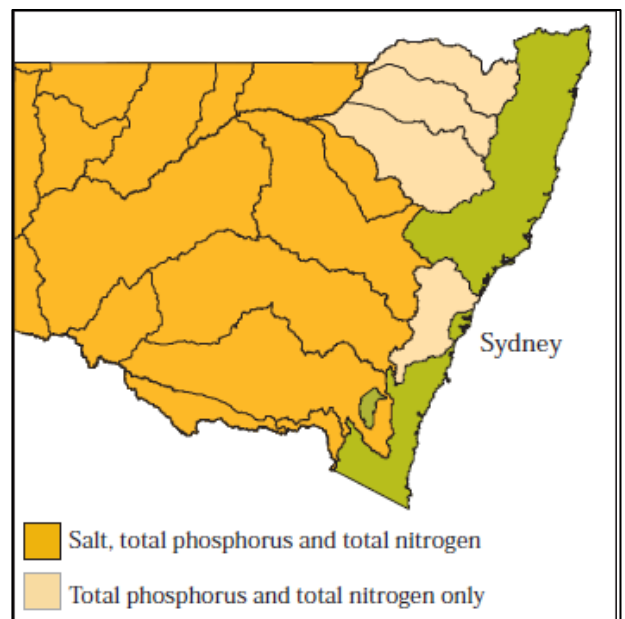 Sydney
Salt, total phosphorus and total nitrogen
Total phosphorus and total nitrogen only